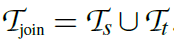 𝒯join = 𝒯s ∪ 𝒯t.